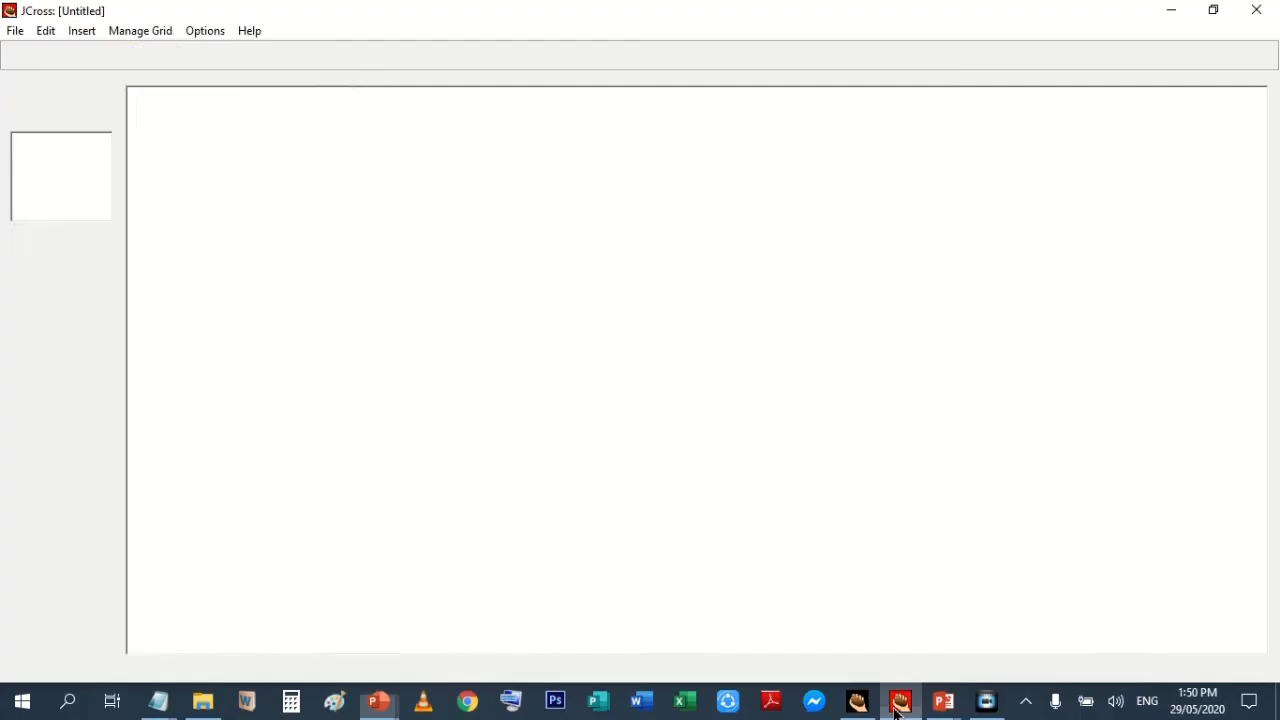 JCross: [Untitled]
File Edit Insert Manage Grid Options Help
ENG
1:50 PM
29/05/2020